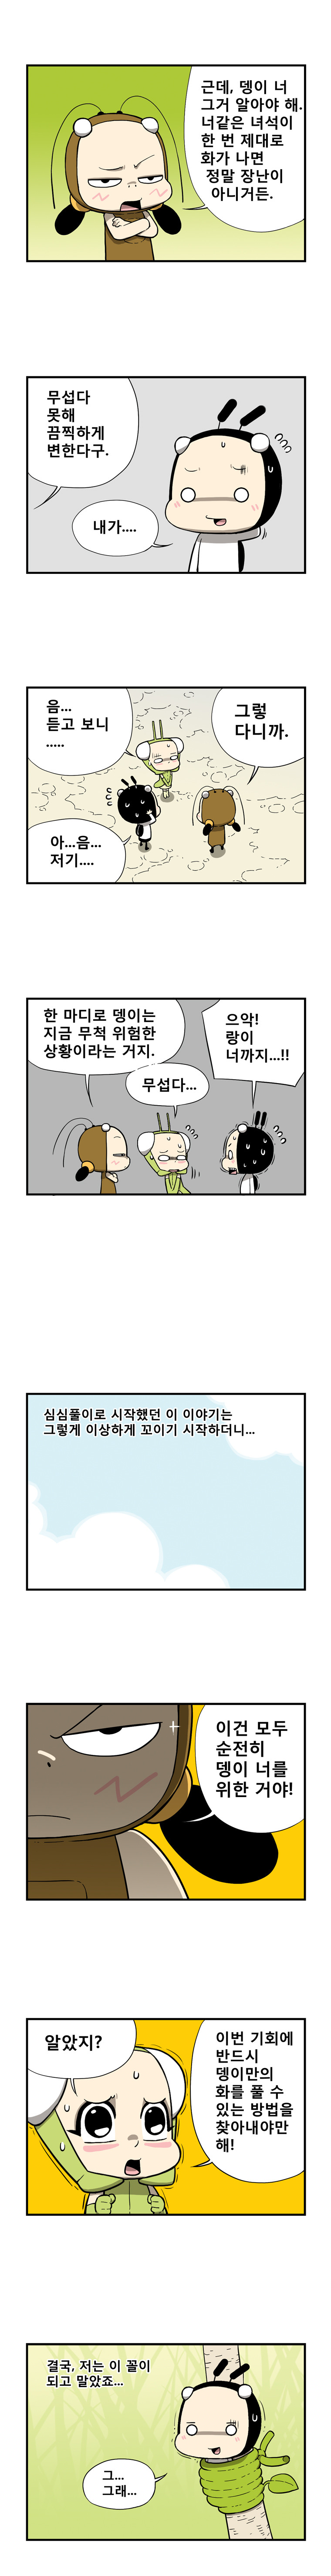 근데, 뎅이 너
그거 알아야 해.
너같은 녀석이
한 번 제대로
화가 나면
정말 장난이
아니거든.
무섭다
못해
끔찍하게
변한다구.
내가....
음...
듣고 보니
.....
그렇
다니까.
아...음...
저기....
한 마디로 뎅이는
지금 무척 위험한
상황이라는 거지.
무섭다...
으악!
랑이
너까지...!!
심심풀이로 시작했던 이 이야기는
그렇게 이상하게 꼬이기 시작하더니...
이건 모두
순전히
뎅이 너를
위한 거야!
알았지?
이번 기회에
반드시
뎅이만의
화를 풀 수
있는 방법을
찾아내야만
해!
결국, 저는 이 꼴이
되고 말았죠...
그...
그래...